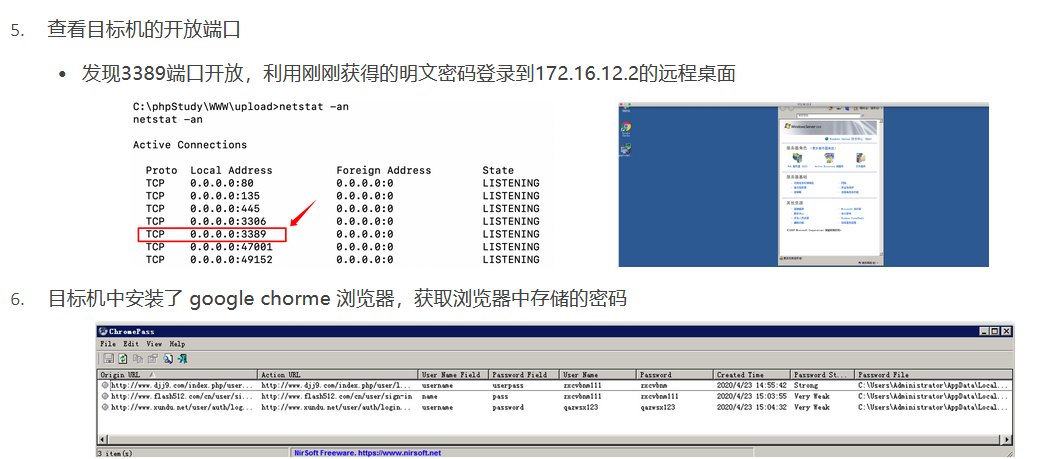 5. 查看目标机的开放端口
• 发现3389端口开放，利用刚刚获得的明文密码登录到172.16.12.2的远程桌面
C:\phpStudy\WWW\upload>netstat -an
netstat -an
Active Connections
Proto Local Address Foreign Address State
TCP 0.0.0.0:80 0.0.0.0:0 LISTENING
TCP 0.0.0.0:135 0.0.0.0:0 LISTENING
TCP 0.0.0.0:445 0.0.0.0:0 LISTENING
TCP 0.0.0.0:3306 0.0.0.0:0 LISTENING
TCP 0.0.0.0:3389 0.0.0.0:0 LISTENING
TCP 0.0.0.0:47001 0.0.0.0:0 LISTENING
TCP 0.0.0.0:49152 0.0.0.0:0 LISTENING
6. 目标机中安装了 google chorme 浏览器，获取浏览器中存储的密码
ChromePass
File Edit View Help
Origin URL Action URL User Name Field Password Field User Name Password Created Time Password St... Password File
http://www.djj9.com/index.php/user... http://www.djj9.com/index.php/user/l... username userpass zxcvbnm111 zxcvbnm 2020/4/23 14:55:42 Strong C:\Users\Administrator\AppData\Local...
http://www.flash512.com/cn/user/si... http://www.flash512.com/cn/user/sign-in name pass zxcvbnm111 zxcvbnm111 2020/4/23 15:03:55 Very Weak C:\Users\Administrator\AppData\Local...
http://www.xundu.net/user/auth/log... http://www.xundu.net/user/auth/login... username password qazwsx123 qazwsx123 2020/4/23 15:04:32 Very Weak C:\Users\Administrator\AppData\Local...
3 item(s) NirSoft Freeware. https://www.nirsoft.net